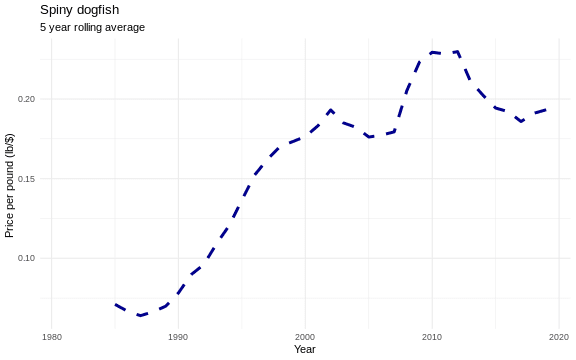 Spiny dogfish
5 year rolling average
Price per pound (lb/$)
0.20
0.15
0.10
1980
1990
2000
2010
2020
Year